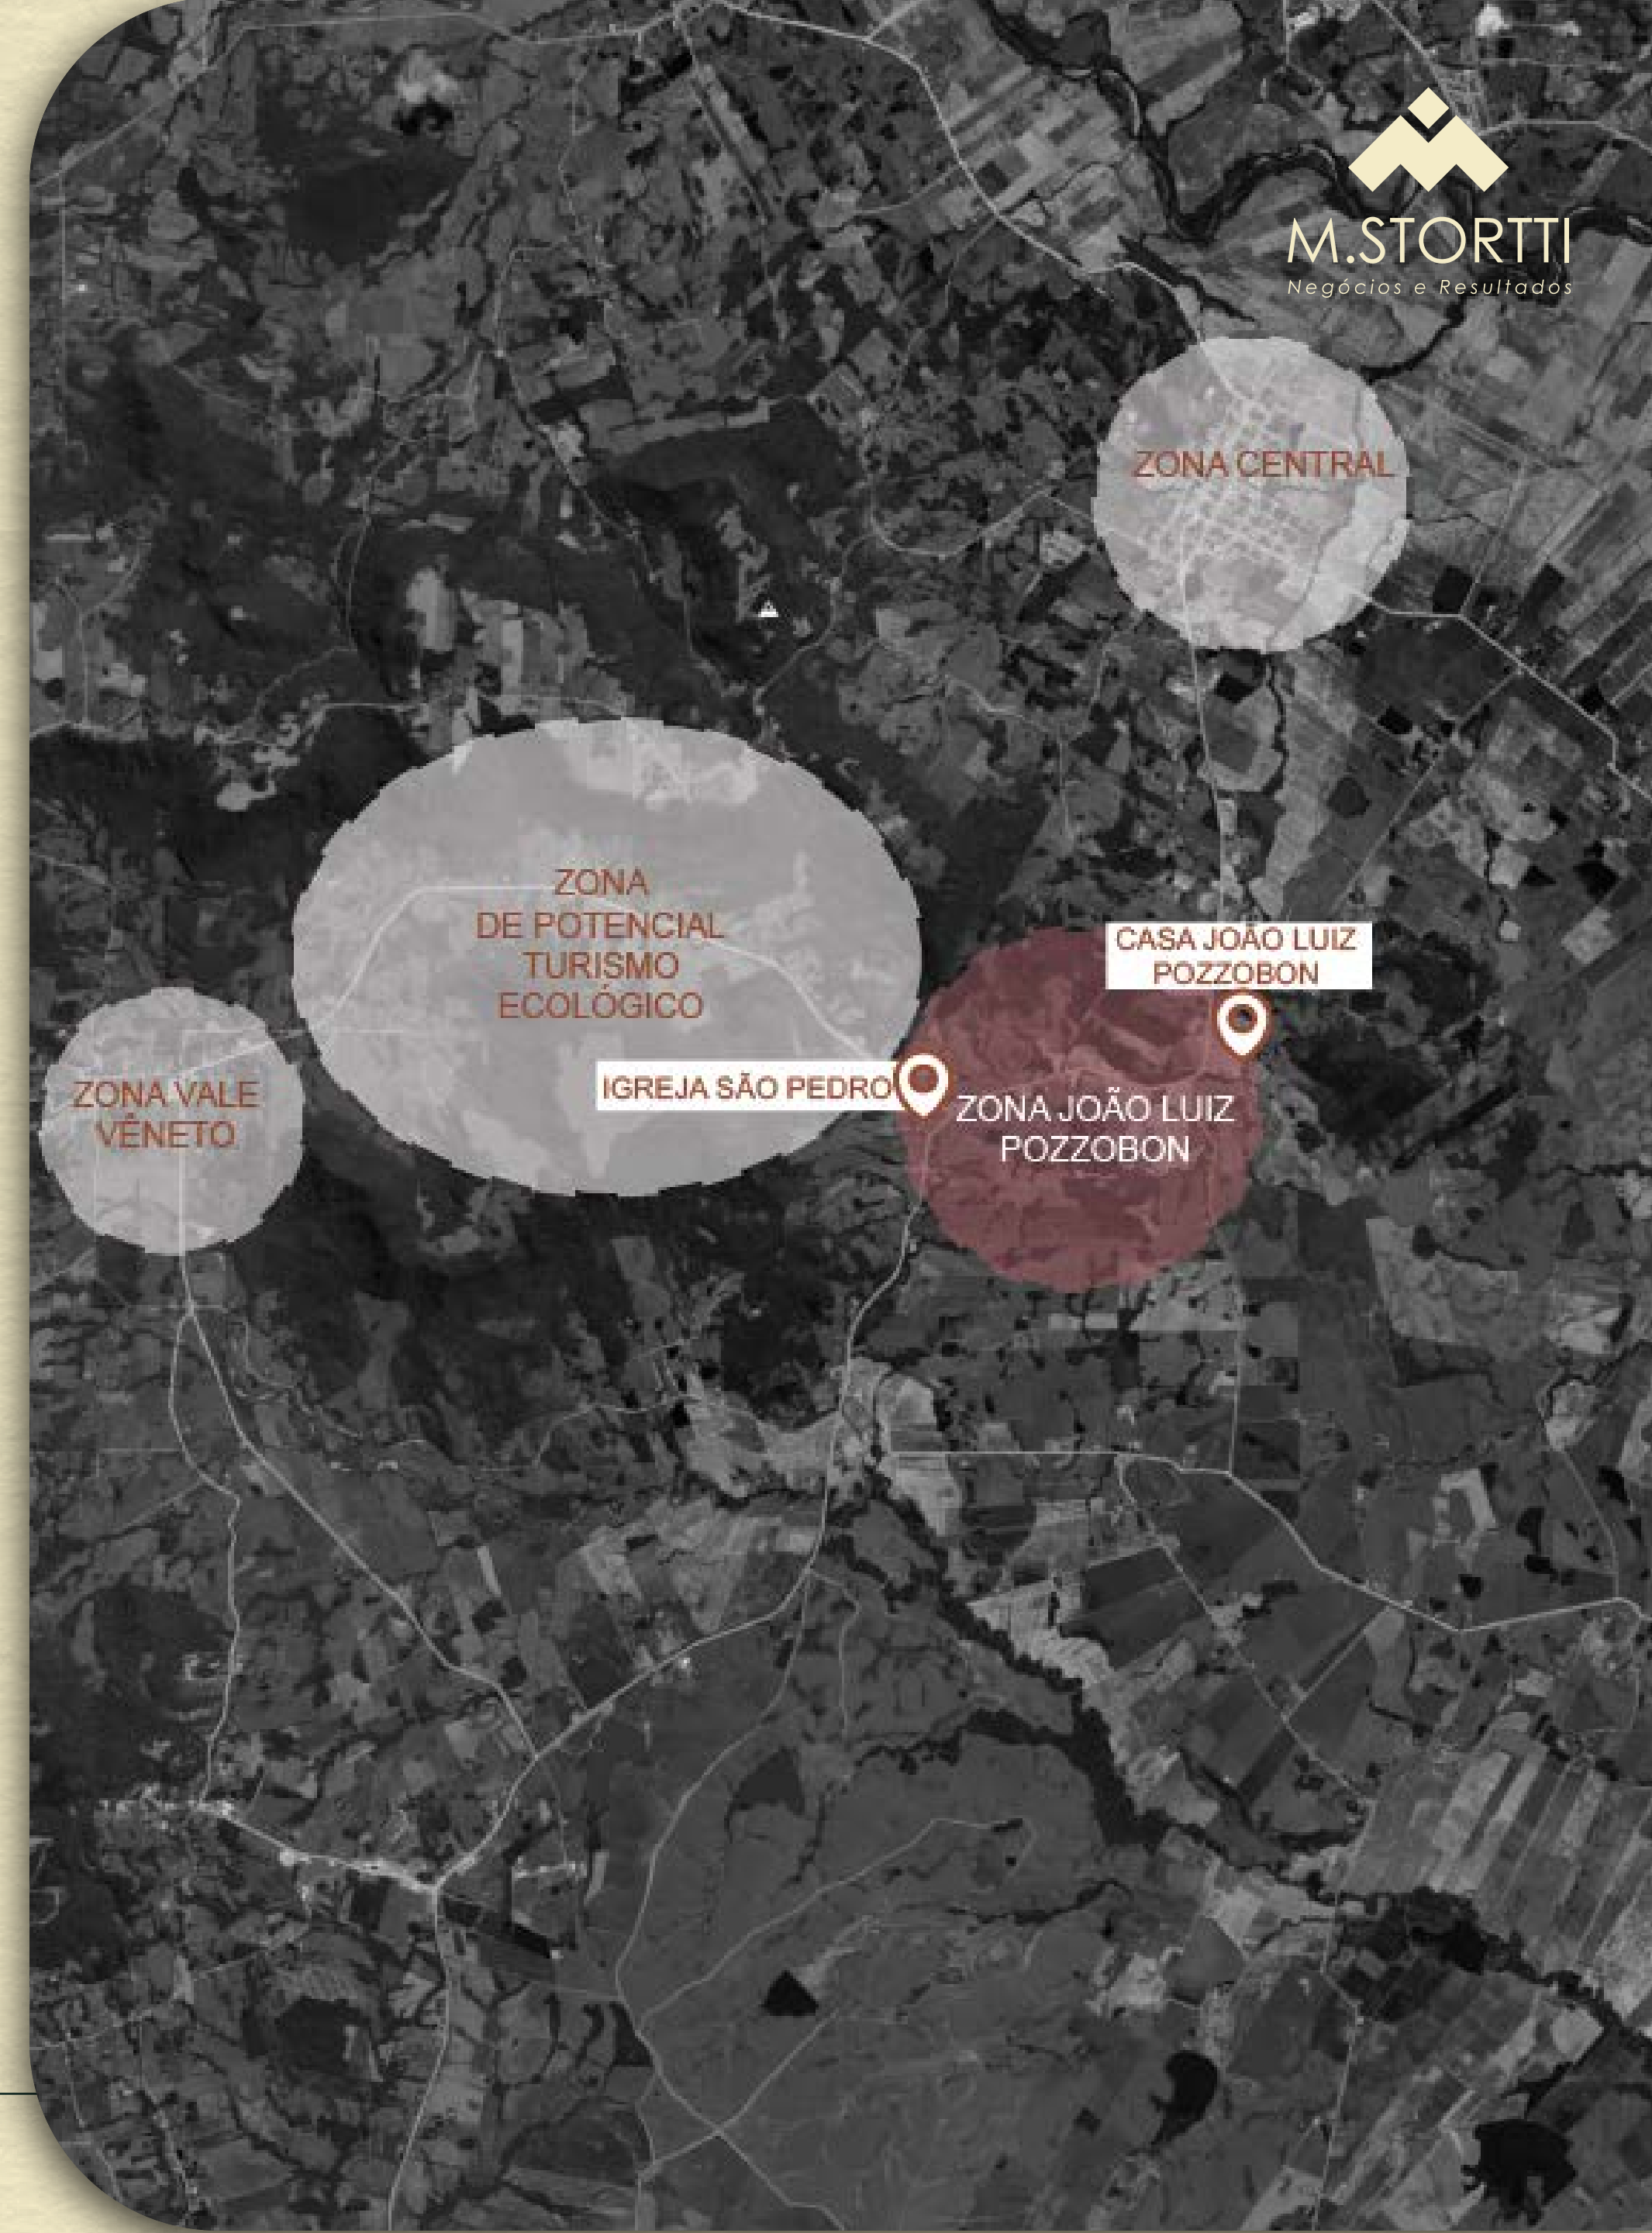 M.STORTTI
Negócios e Resultados
ZONA CENTRAL
ZONA
DE POTENCIAL
TURISMO
ECOLÓGICO
CASA JOÃO LUIZ
POZZOBON
IGREJA SÃO PEDRO
ZONA JOÃO LUIZ
POZZOBON
ZONA VALE
VÊNETO